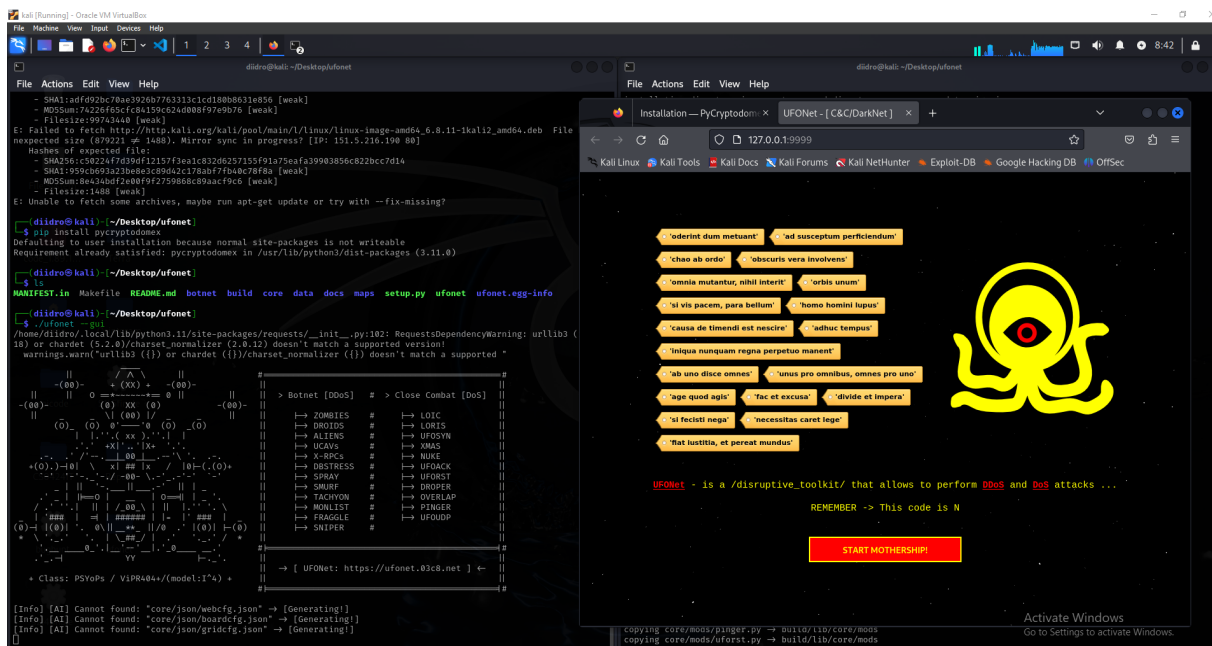 kali [Running] - Oracle VM VirtualBox
File Machine View Input Devices Help
1 2 3 4
8:42
diidro@kali: ~/Desktop/ufonet
File Actions Edit View Help
- SHA1:adfd92bc70ae3926b7763313c1cd180b8631e856 [weak]
- MD5Sum:74226f65cfc84159c624d008f97e9b76 [weak]
- Filesize:99743440 [weak]
E: Failed to fetch http://http.kali.org/kali/pool/main/l/linux/linux-image-amd64_6.8.11-1kali2_amd64.deb File
nexpected size (879221 ≠ 1488). Mirror sync in progress? [IP: 151.5.216.190 80]
Hashes of expected file:
- SHA256:c50224f7d39df12157f3ea1c832d6257155f91a75eafa39903856c822bcc7d14
- SHA1:959cb693a23be8e3c89d42c178abf7fb40c78f8a [weak]
- MD5Sum:8e434bdf2e00f9f2759868c89aacf9c6 [weak]
- Filesize:1488 [weak]
E: Unable to fetch some archives, maybe run apt-get update or try with --fix-missing?
(diidro㉿kali)-[~/Desktop/ufonet]
$ pip install pycryptodomex
Defaulting to user installation because normal site-packages is not writeable
Requirement already satisfied: pycryptodomex in /usr/lib/python3/dist-packages (3.11.0)
(diidro㉿kali)-[~/Desktop/ufonet]
$ ls
MANIFEST.in Makefile README.md botnet build core data docs maps setup.py ufonet ufonet.egg-info
(diidro㉿kali)-[~/Desktop/ufonet]
$ ./ufonet --gui
/home/diidro/.local/lib/python3.11/site-packages/requests/__init__.py:102: RequestsDependencyWarning: urllib3 (
18) or chardet (5.2.0)/charset_normalizer (2.0.12) doesn't match a supported version!
warnings.warn("urllib3 ({}) or chardet ({})/charset_normalizer ({}) doesn't match a supported "
> Botnet [DDoS] # > Close Combat [DoS]
|→ ZOMBIES # |→ LOIC
|→ DROIDS # |→ LORIS
|→ ALIENS # |→ UFOSYN
|→ UCAVs # |→ XMAS
|→ X-RPCs # |→ NUKE
|→ DBSTRESS # |→ UFOACK
|→ SPRAY # |→ UFORST
|→ SMURF # |→ DROPER
|→ TACHYON # |→ OVERLAP
|→ MONLIST # |→ PINGER
|→ FRAGGLE # |→ UFOUDP
|→ SNIPER #
→ [ UFONet: https://ufonet.03c8.net ] ←
+ Class: PSYoPs / ViPR404+/(model:I^4) +
[Info] [AI] Cannot found: "core/json/webcfg.json" → [Generating!]
[Info] [AI] Cannot found: "core/json/boardcfg.json" → [Generating!]
[Info] [AI] Cannot found: "core/json/gridcfg.json" → [Generating!]
diidro@kali: ~/Desktop/ufonet
File Actions Edit View Help
Installation — PyCryptodom × UFONet - [ C&C/DarkNet ] × +
127.0.0.1:9999
Kali Linux Kali Tools Kali Docs Kali Forums Kali NetHunter Exploit-DB Google Hacking DB OffSec
'oderint dum metuant' 'ad susceptum perficiendum'
'chao ab ordo' 'obscuris vera involvens'
'omnia mutantur, nihil interit' 'orbis unum'
'si vis pacem, para bellum' 'homo homini lupus'
'causa de timendi est nescire' 'adhuc tempus'
'iniqua nunquam regna perpetuo manent'
'ab uno disce omnes' 'unus pro omnibus, omnes pro uno'
'age quod agis' 'fac et excusa' 'divide et impera'
'si fecisti nega' 'necessitas caret lege'
'fiat iustitia, et pereat mundus'
UFONet - is a /disruptive_toolkit/ that allows to perform DDoS and DoS attacks ...
REMEMBER -> This code is N
START MOTHERSHIP!
Activate Windows
Go to Settings to activate Windows.
copying core/mods/pinger.py → build/lib/core/mods
copying core/mods/uforst.py → build/lib/core/mods